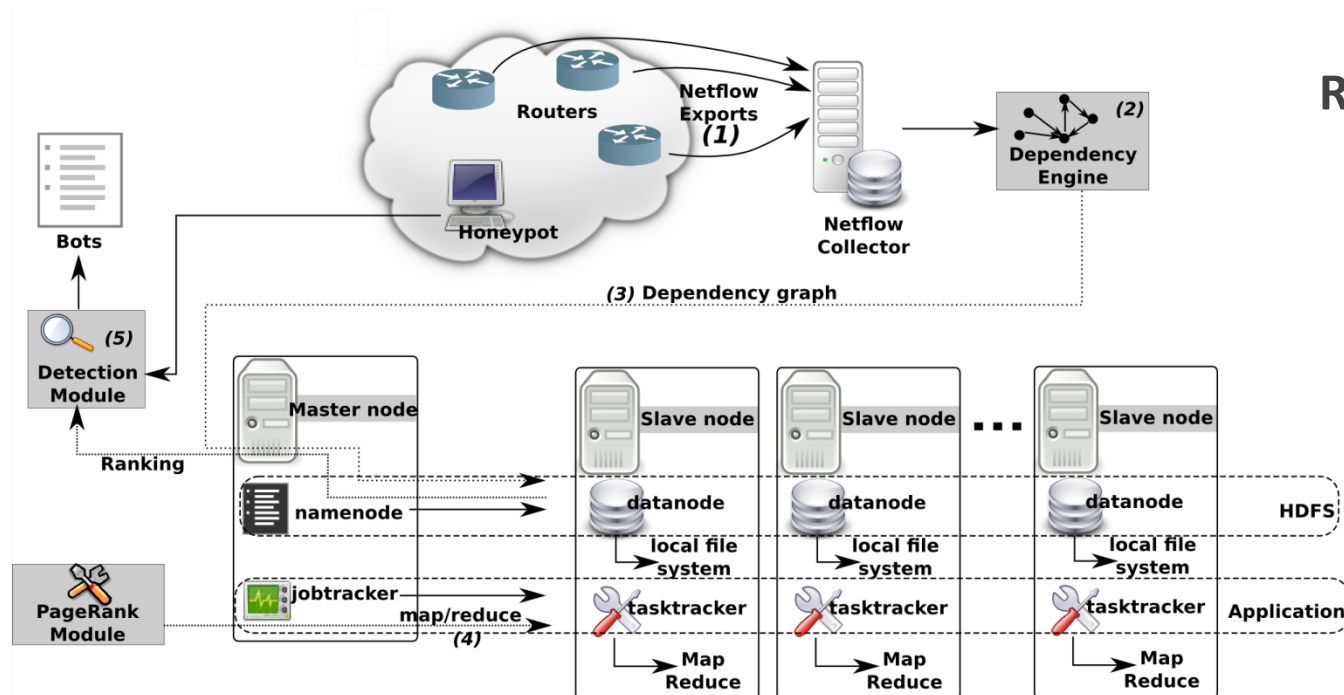 R
Routers
Netflow
Exports
(1)
(2)
Dependency
Engine
Honeypot
Netflow
Collector
Bots
(3) Dependency graph
(5)
Detection
Module
Master node
Slave node
Slave node
...
Slave node
Ranking
namenode
datanode
datanode
datanode
HDFS
local file
system
local file
system
local file
system
PageRank
Module
jobtracker
map/reduce
(4)
tasktracker
tasktracker
tasktracker
Application
Map
Reduce
Map
Reduce
Map
Reduce